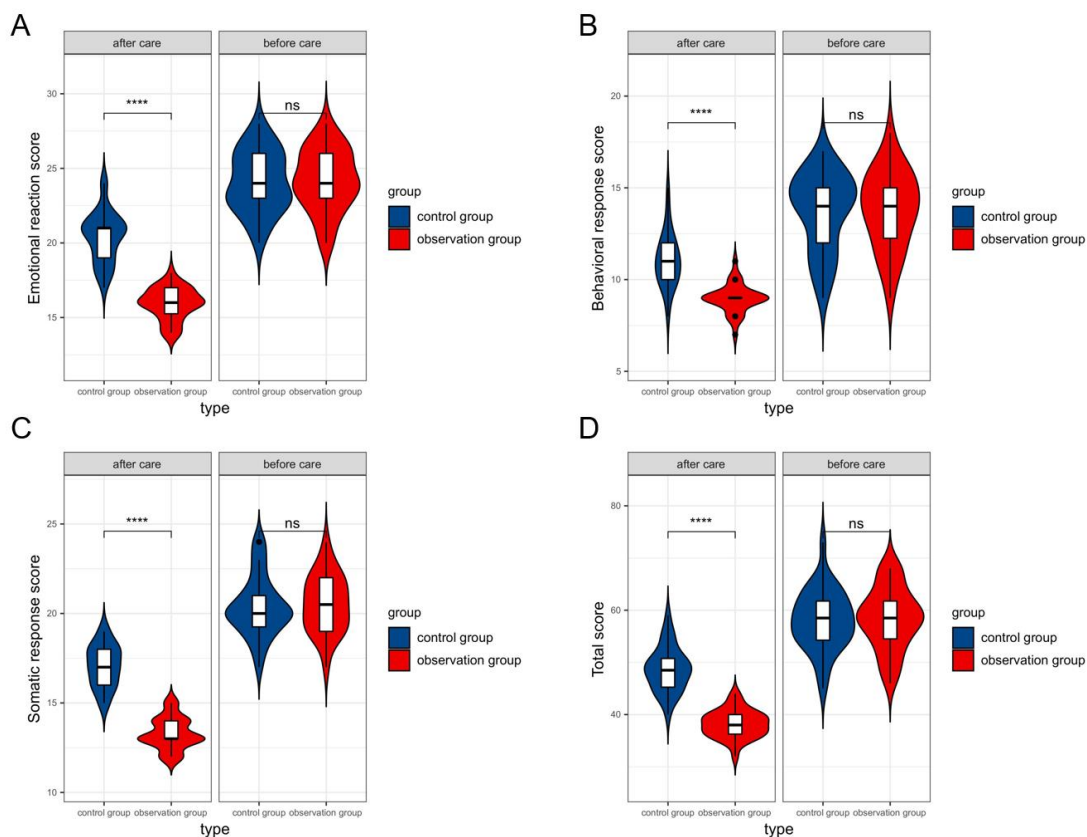 A
after care
before care
Emotional reaction score
30
25
20
15
****
ns
control group
observation group
control group
observation group
type
group
control group
observation group
B
after care
before care
Behavioral response score
20
15
10
5
****
ns
control group
observation group
control group
observation group
type
group
control group
observation group
C
after care
before care
Somatic response score
25
20
15
10
****
ns
control group
observation group
control group
observation group
type
group
control group
observation group
D
after care
before care
Total score
80
60
40
****
ns
control group
observation group
control group
observation group
type
group
control group
observation group